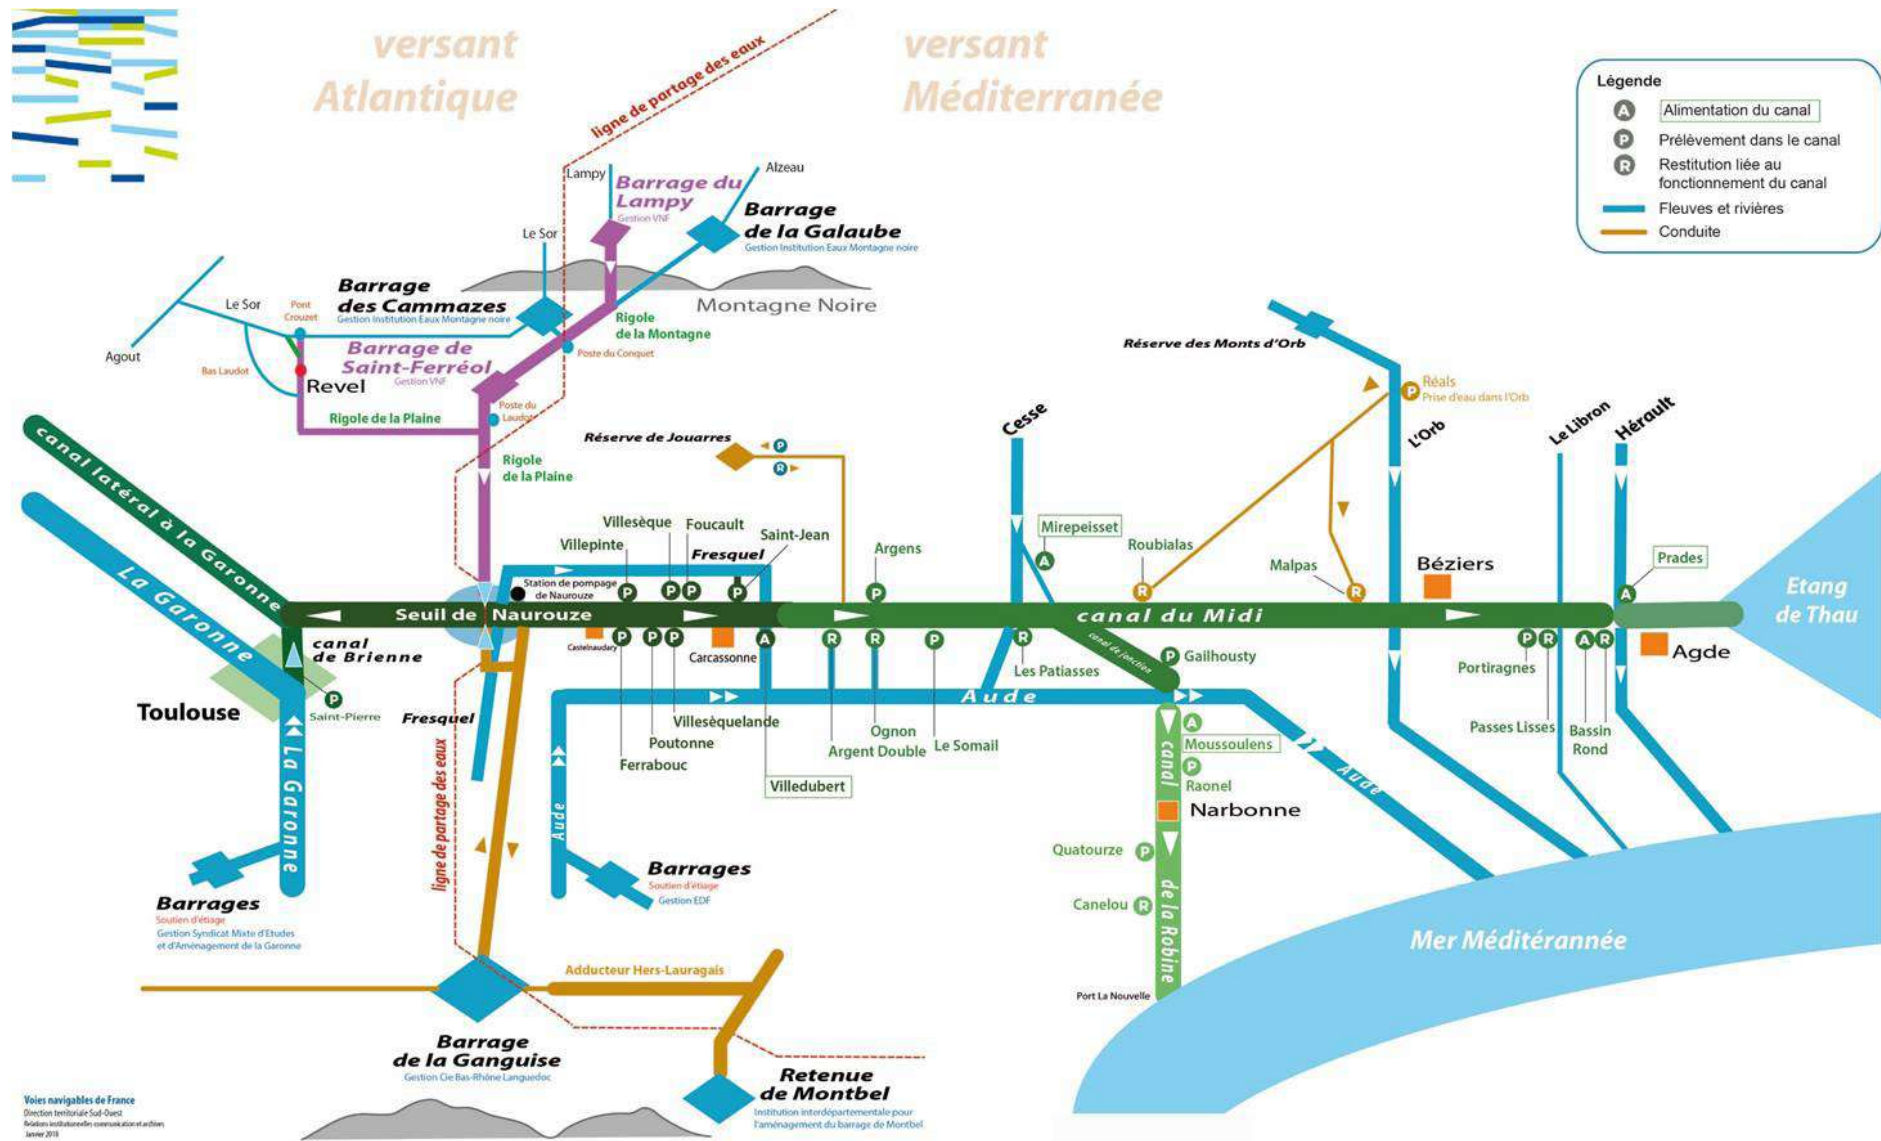 versant
Atlantique
versant
Méditerranée
ligne de partage des eaux
Légende
A
Alimentation du canal
P
Prélèvement dans le canal
R
Restitution liée au
fonctionnement du canal
Fleuves et rivières
Conduite
Lampy
Alzeau
Barrage du
Lampy
Gestion VNF
Barrage
de la Galaube
Gestion Institution Eaux Montagne noire
Le Sor
Montagne Noire
Barrage
des Cammazes
Gestion Institution Eaux Montagne noire
Le Sor
Pont
Crouzet
Rigole
de la Montagne
Agout
Bas Laudot
Barrage de
Saint-Ferréol
Gestion VNF
Poste du Conquet
Revel
Rigole de la Plaine
Poste du
Laudot
Réserve des Monts d'Orb
P
Réals
Prise d'eau dans l'Orb
Cesse
L'Orb
Le Libron
Hérault
canal latéral à la Garonne
La Garonne
Rigole
de la Plaine
Réserve de Jouarres
P
R
Villesèque
Foucault
Villepinte
Fresquel
Saint-Jean
Argens
Mirepeisset
A
Roubialas
Malpas
Béziers
Prades
Station de pompage
de Naurouze
P
P
P
P
P
R
R
A
Seuil de Naurouze
canal du Midi
Etang
de Thau
canal
de Brienne
Castelnaudary
P
P
P
Carcassonne
A
R
R
P
R
Les Patiasses
canal de jonction
P
Gailhousty
P
R
A
R
Portiragnes
Agde
Toulouse
P
Saint-Pierre
Fresquel
Villesèquelande
Poutonne
Ferrabouc
Villedubert
Argent Double
Ognon
Le Somail
Aude
A
Moussoulens
P
Raonel
Passes Lisses
Bassin
Rond
La Garonne
ligne de partage des eaux
Aude
Aude
canal
de la Robine
Narbonne
Quatourze
P
Canelou
R
Port La Nouvelle
Mer Méditérannée
Barrages
Soutien d'étiage
Gestion Syndicat Mixte d'Etudes
et d'Aménagement de la Garonne
Barrages
Soutien d'étiage
Gestion EDF
Adducteur Hers-Lauragais
Barrage
de la Ganguise
Gestion Cie Bas-Rhône Languedoc
Retenue
de Montbel
Institution interdépartementale pour
l'aménagement du barrage de Montbel
Voies navigables de France
Direction territoriale Sud-Ouest
Relations institutionnelles communication et archives
Janvier 2018